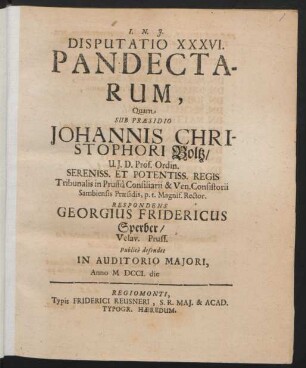 I. N. J.
DISPUTATIO XXXVI.
PANDECTA-
RUM,
Quam
SUB PRÆSIDIO
JOHANNIS CHRI-
STOPHORI Boltz/
U. J. D. Prof. Ordin.
SERENISS. ET POTENTISS. REGIS
Tribunalis in Prussiâ Consiliarii & Ven. Consistorii
Sambiensis Præsidis, p. t. Magnif. Rector.
RESPONDENS
GEORGIUS FRIDERICUS
Sperber/
Velav. Pruss.
publicè defendet
IN AUDITORIO MAJORI,
Anno M DCCI. die
REGIOMONTI,
Typis FRIDERICI REUSNERI, S. R. MAJ. & ACAD.
TYPOGR. HÆREDUM.